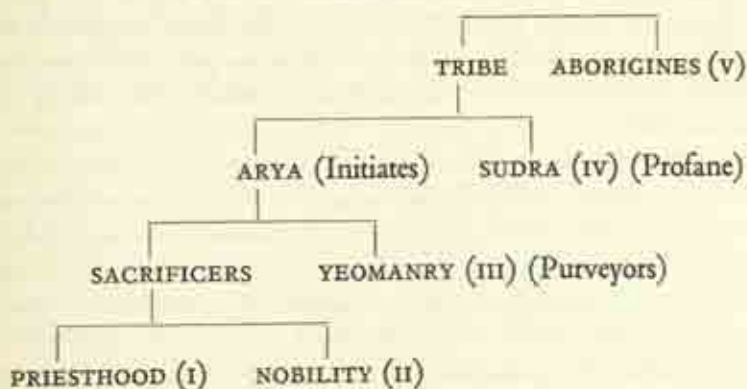 TRIBE ABORIGINES (V)
ARYA (Initiates) SUDRA (IV) (Profane)
SACRIFICERS YEOMANRY (III) (Purveyors)
PRIESTHOOD (I) NOBILITY (II)